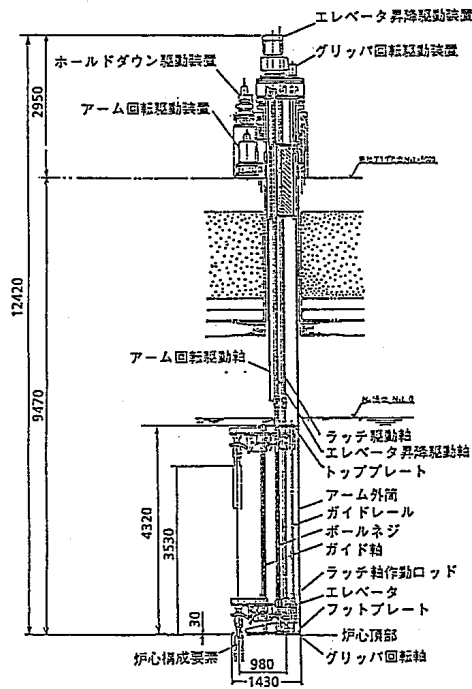 エレベータ昇降駆動装置
グリッパ回転駆動装置
ホールドダウン駆動装置
アーム回転駆動装置
2950
12420
9470
アーム回転駆動軸
ラッチ駆動軸
エレベータ昇降駆動軸
トッププレート
アーム外筒
ガイドレール
ボールネジ
ガイド軸
ラッチ軸作動ロッド
エレベータ
フットプレート
炉心頂部
グリッパ回転軸
4320
3530
30
炉心構成要素
980
1430